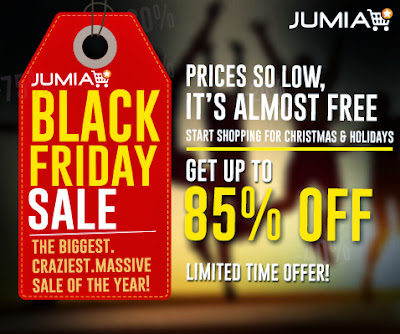 JUMIA
JUMIA
BLACK
FRIDAY
SALE
THE BIGGEST.
CRAZIEST.MASSIVE
SALE OF THE YEAR!
PRICES SO LOW,
IT'S ALMOST FREE
START SHOPPING FOR CHRISTMAS & HOLIDAYS
GET UP TO
85% OFF
LIMITED TIME OFFER!